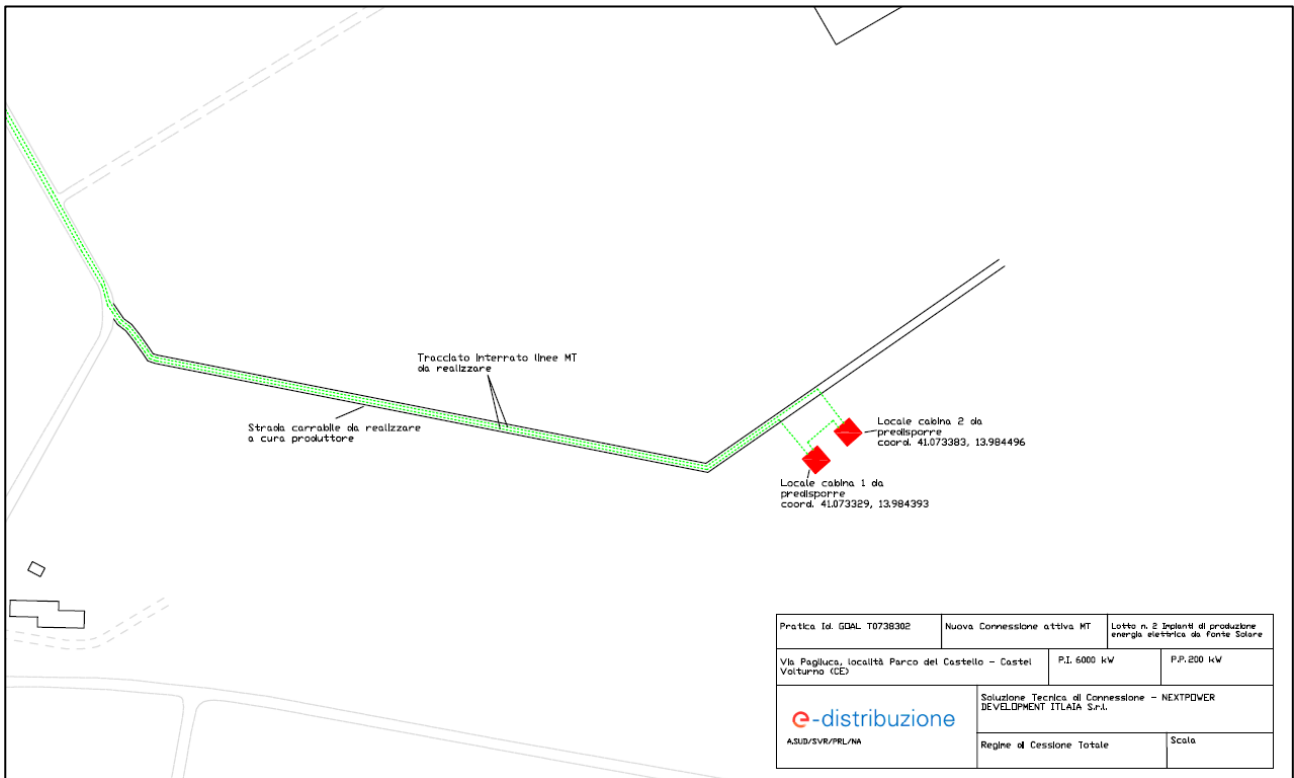 Tracciato interrato linee MT
da realizzare
Strada carrabile da realizzare
a cura produttore
Locale cabina 2 da
predisporre
coord. 41.073383, 13.984496
Locale cabina 1 da
predisporre
coord. 41.073329, 13.984393
Pratica Id. GOAL T0738302
Nuova Connessione attiva MT
Lotto n. 2 Impianti di produzione
energia elettrica da fonte Solare
Via Pagliuca, località Parco del Castello - Castel
Volturno (CE)
P.I. 6000 kW
P.P. 200 kW
e-distribuzione
A.SUD/SVR/PRL/NA
Soluzione Tecnica di Connessione - NEXTPOWER
DEVELOPMENT ITLAIA S.r.l.
Regime di Cessione Totale
Scala